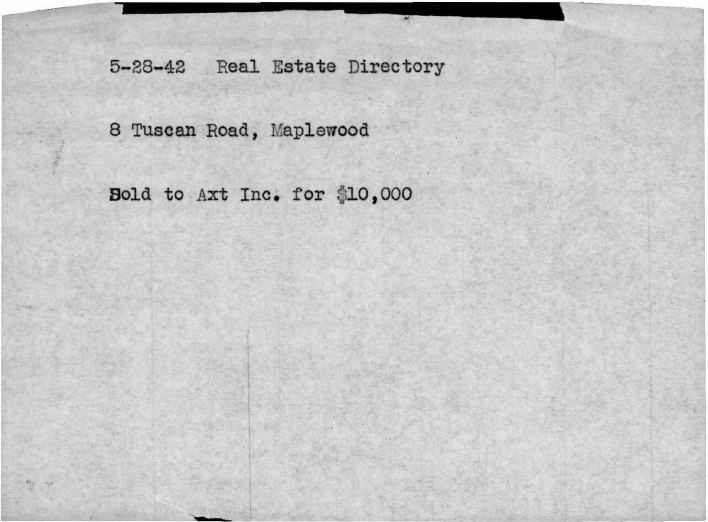 5-28-42 Real Estate Directory
8 Tuscan Road, Maplewood
Sold to Axt Inc. for $10,000